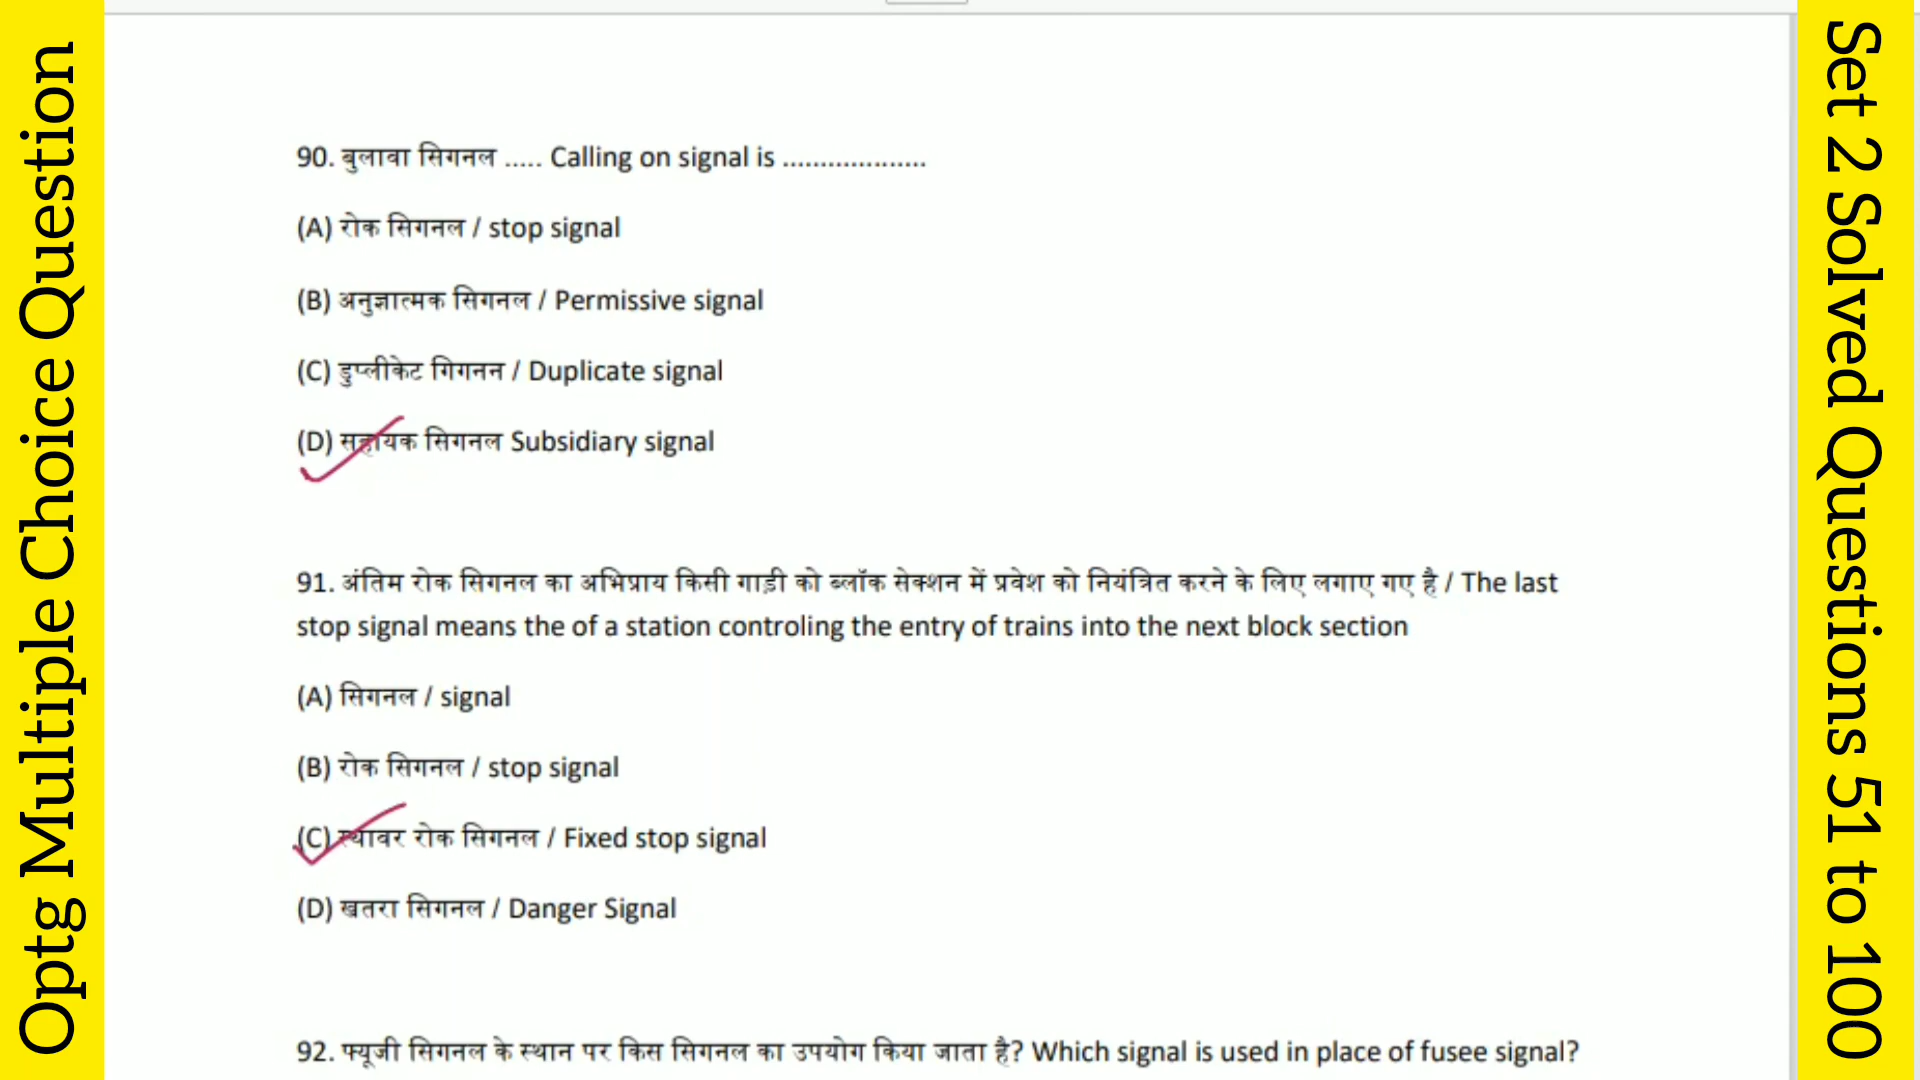 Optg Multiple Choice Question
90. बुलावा सिगनल ..... Calling on signal is ...................
(A) रोक सिगनल / stop signal
(B) अनुज्ञात्मक सिगनल / Permissive signal
(C) डुप्लीकेट गिगनन / Duplicate signal
(D) सहायक सिगनल Subsidiary signal
91. अंतिम रोक सिगनल का अभिप्राय किसी गाड़ी को ब्लॉक सेक्शन में प्रवेश को नियंत्रित करने के लिए लगाए गए है / The last
stop signal means the of a station controling the entry of trains into the next block section
(A) सिगनल / signal
(B) रोक सिगनल / stop signal
(C) स्थावर रोक सिगनल / Fixed stop signal
(D) खतरा सिगनल / Danger Signal
92. फ्यूजी सिगनल के स्थान पर किस सिगनल का उपयोग किया जाता है? Which signal is used in place of fusee signal?
Set 2 Solved Questions 51 to 100